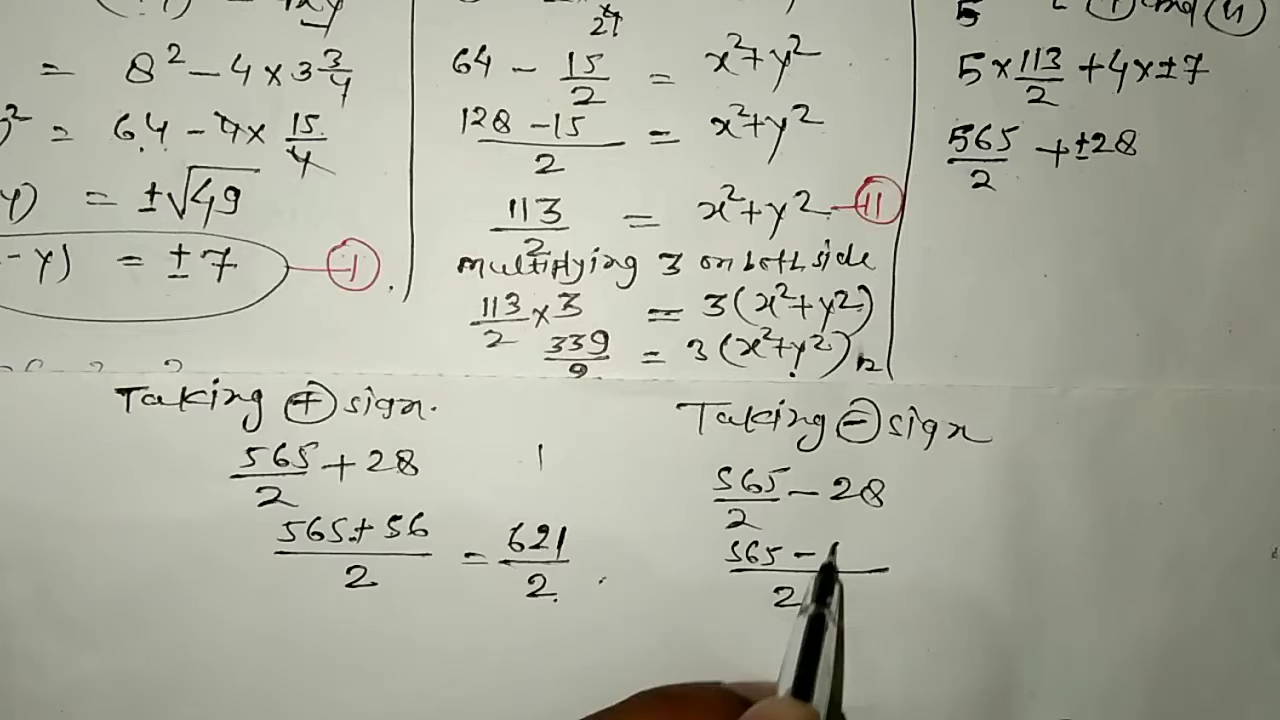 = 8² - 4 × 3 3/4
² = 64 - 4 × 15/4
y) = ±√49
- y) = ±7 — I
64 - 15/2 = x² + y²
(128 - 15)/2 = x² + y²
113/2 = x² + y² — II
multiplying 3 on both side
113/2 × 3 = 3(x² + y²)
339/2 = 3(x² + y²)
5 × 113/2 + 4 × ±7
565/2 + ±28
Taking ⊕ sign.
565/2 + 28
(565 + 56)/2 = 621/2.
Taking ⊖ sign
565/2 - 28
(565 - )/2